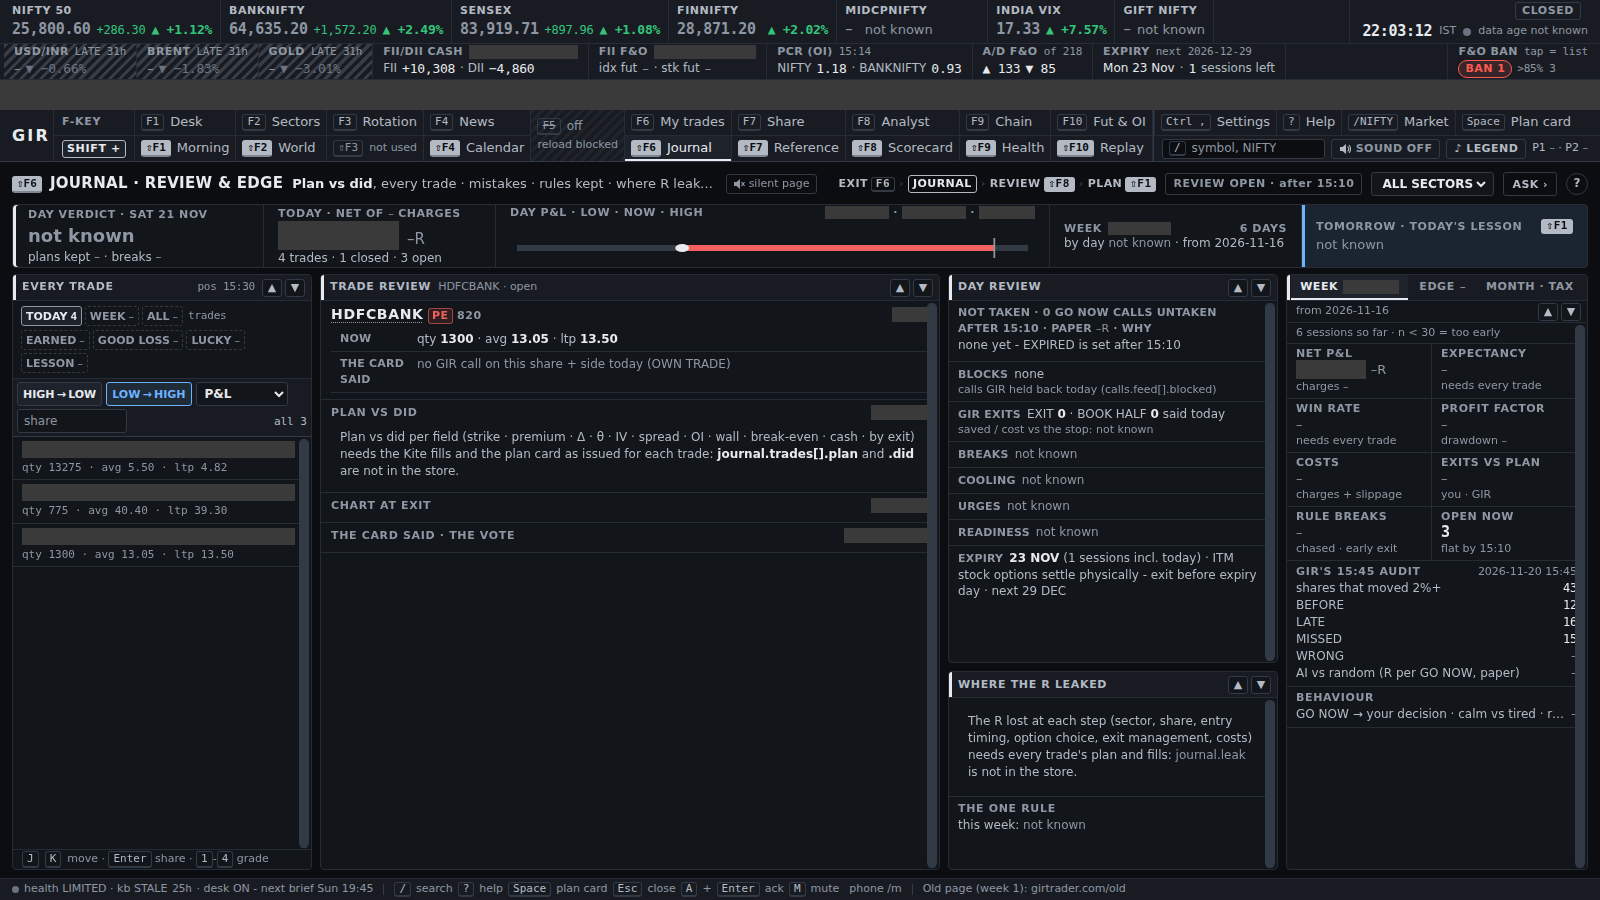 NIFTY 50
25,800.60 +286.30 ▲ +1.12%
BANKNIFTY
64,635.20 +1,572.20 ▲ +2.49%
SENSEX
83,919.71 +897.96 ▲ +1.08%
FINNIFTY
28,871.20 ▲ +2.02%
MIDCPNIFTY
– not known
INDIA VIX
17.33 ▲ +7.57%
GIFT NIFTY
– not known
CLOSED
22:03:12 IST ● data age not known
USD/INR LATE 31h
– ▼ −0.66%
BRENT LATE 31h
– ▼ −1.83%
GOLD LATE 31h
– ▼ −3.01%
FII/DII CASH
FII +10,308 · DII −4,860
FII F&O
idx fut – · stk fut –
PCR (OI) 15:14
NIFTY 1.18 · BANKNIFTY 0.93
A/D F&O of 218
▲ 133 ▼ 85
EXPIRY next 2026-12-29
Mon 23 Nov · 1 sessions left
F&O BAN tap = list
BAN 1 >85% 3
GIR
F-KEY
F1 Desk
F2 Sectors
F3 Rotation
F4 News
F5 off
reload blocked
F6 My trades
F7 Share
F8 Analyst
F9 Chain
F10 Fut & OI
Ctrl , Settings
? Help
/NIFTY Market
Space Plan card
SHIFT +
⇧F1 Morning
⇧F2 World
⇧F3 not used
⇧F4 Calendar
⇧F6 Journal
⇧F7 Reference
⇧F8 Scorecard
⇧F9 Health
⇧F10 Replay
/ symbol, NIFTY
SOUND OFF
♪ LEGEND
P1 – · P2 –
⇧F6 JOURNAL · REVIEW & EDGE Plan vs did, every trade · mistakes · rules kept · where R leak…
silent page
EXIT F6 › JOURNAL › REVIEW ⇧F8 › PLAN ⇧F1
REVIEW OPEN · after 15:10
ALL SECTORS
ASK ›
?
DAY VERDICT · SAT 21 NOV
not known
plans kept – · breaks –
TODAY · NET OF – CHARGES
–R
4 trades · 1 closed · 3 open
DAY P&L · LOW · NOW · HIGH
· ·
WEEK 6 DAYS
by day not known · from 2026-11-16
TOMORROW · TODAY'S LESSON ⇧F1
not known
EVERY TRADE pos 15:30 ▲ ▼
TODAY 4 WEEK – ALL – trades
EARNED – GOOD LOSS – LUCKY –
LESSON –
HIGH→LOW LOW→HIGH P&L
share all 3
qty 13275 · avg 5.50 · ltp 4.82
qty 775 · avg 40.40 · ltp 39.30
qty 1300 · avg 13.05 · ltp 13.50
J K move · Enter share · 1-4 grade
TRADE REVIEW HDFCBANK · open ▲ ▼
HDFCBANK PE 820
NOW qty 1300 · avg 13.05 · ltp 13.50
THE CARD SAID no GIR call on this share + side today (OWN TRADE)
PLAN VS DID
Plan vs did per field (strike · premium · Δ · θ · IV · spread · OI · wall · break-even · cash · by exit)
needs the Kite fills and the plan card as issued for each trade: journal.trades[].plan and .did
are not in the store.
CHART AT EXIT
THE CARD SAID · THE VOTE
DAY REVIEW ▲ ▼
NOT TAKEN · 0 GO NOW CALLS UNTAKEN
AFTER 15:10 · PAPER –R · WHY
none yet - EXPIRED is set after 15:10
BLOCKS none
calls GIR held back today (calls.feed[].blocked)
GIR EXITS EXIT 0 · BOOK HALF 0 said today
saved / cost vs the stop: not known
BREAKS not known
COOLING not known
URGES not known
READINESS not known
EXPIRY 23 NOV (1 sessions incl. today) · ITM
stock options settle physically - exit before expiry
day · next 29 DEC
WHERE THE R LEAKED ▲ ▼
The R lost at each step (sector, share, entry
timing, option choice, exit management, costs)
needs every trade's plan and fills: journal.leak
is not in the store.
THE ONE RULE
this week: not known
WEEK
EDGE –
MONTH · TAX
from 2026-11-16 ▲ ▼
6 sessions so far · n < 30 = too early
NET P&L
–R
charges –
EXPECTANCY
–
needs every trade
WIN RATE
–
needs every trade
PROFIT FACTOR
–
drawdown –
COSTS
–
charges + slippage
EXITS VS PLAN
–
you · GIR
RULE BREAKS
–
chased · early exit
OPEN NOW
3
flat by 15:10
GIR'S 15:45 AUDIT 2026-11-20 15:45
shares that moved 2%+ 43
BEFORE 12
LATE 16
MISSED 15
WRONG –
AI vs random (R per GO NOW, paper) –
BEHAVIOUR
GO NOW → your decision · calm vs tired · r… –
● health LIMITED · kb STALE 25h · desk ON - next brief Sun 19:45 | / search ? help Space plan card Esc close A + Enter ack M mute phone /m | Old page (week 1): girtrader.com/old